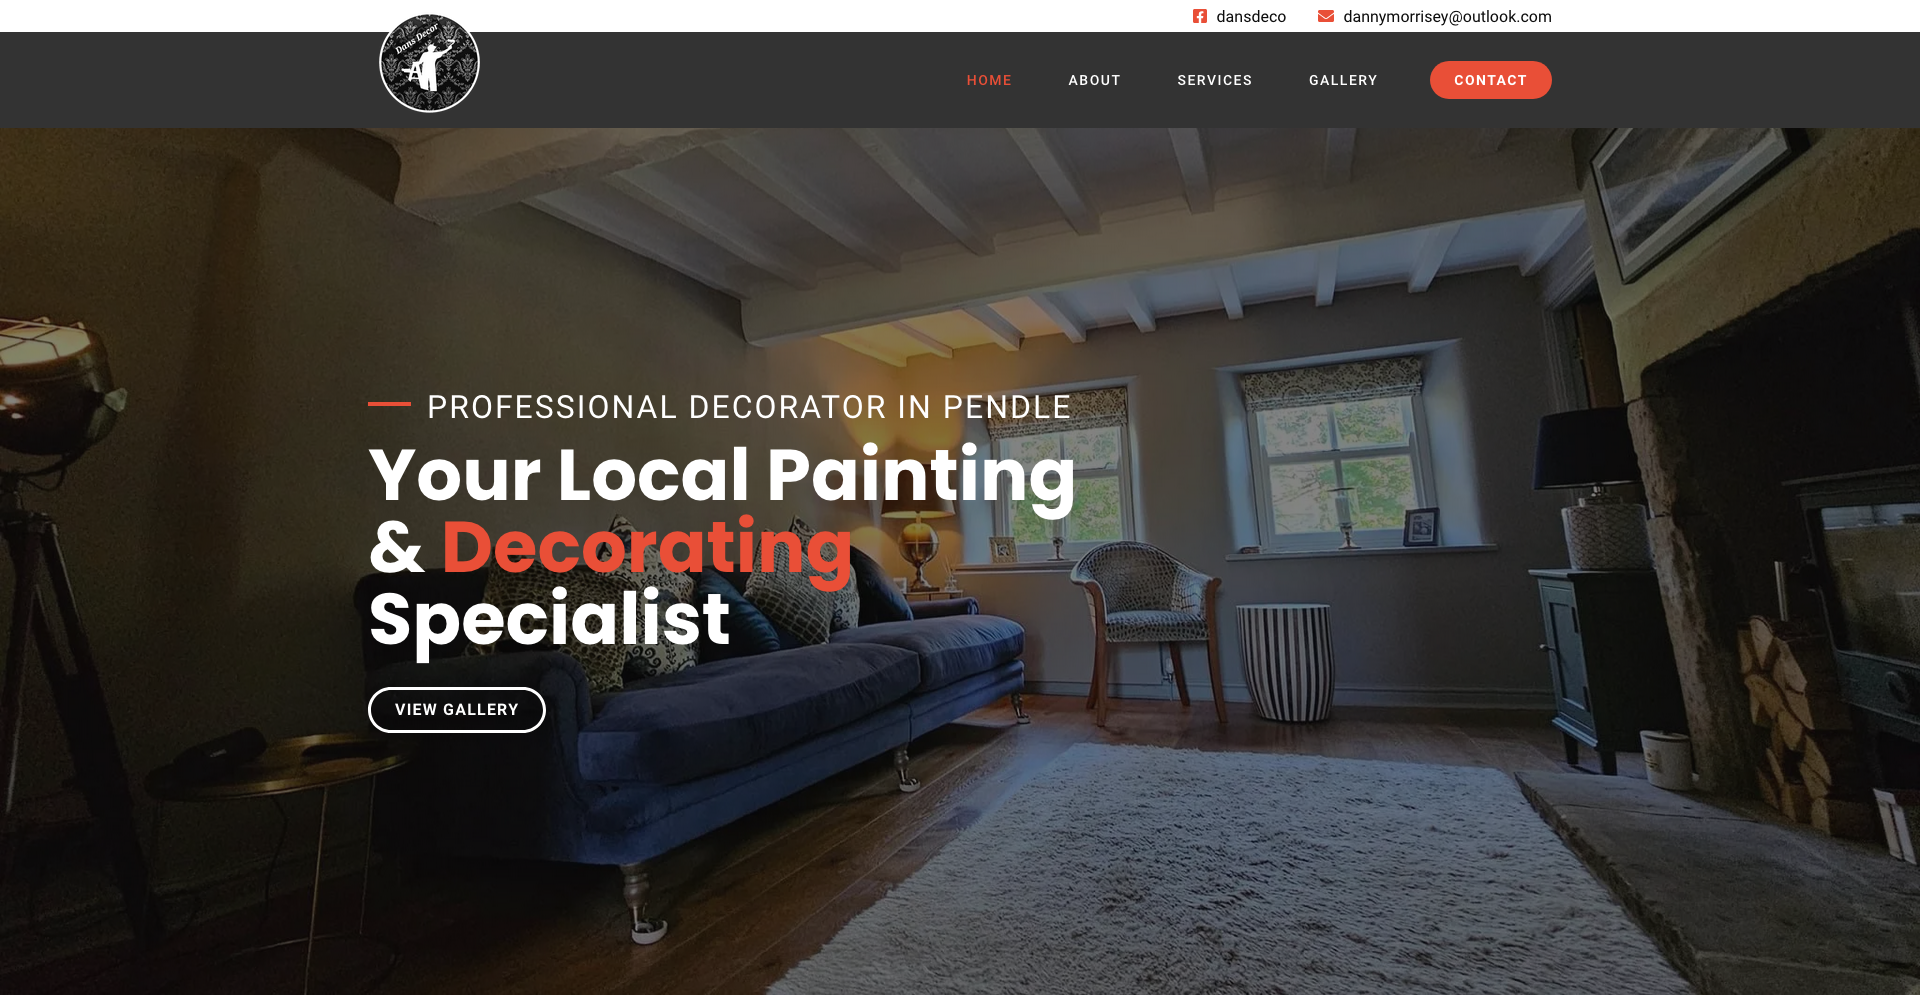 dansdeco
dannymorrisey@outlook.com
Dans Decor
HOME
ABOUT
SERVICES
GALLERY
CONTACT
PROFESSIONAL DECORATOR IN PENDLE
Your Local Painting
& Decorating
Specialist
VIEW GALLERY